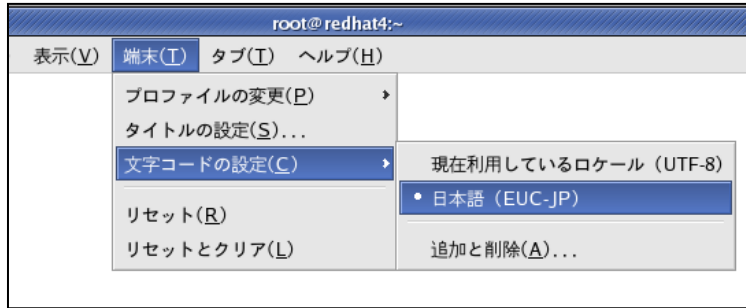 root@redhat4:~
表示(V) 端末(T) タブ(T) ヘルプ(H)
プロファイルの変更(P)
タイトルの設定(S)...
文字コードの設定(C)
現在利用しているロケール (UTF-8)
日本語 (EUC-JP)
リセット(R)
リセットとクリア(L)
追加と削除(A)...